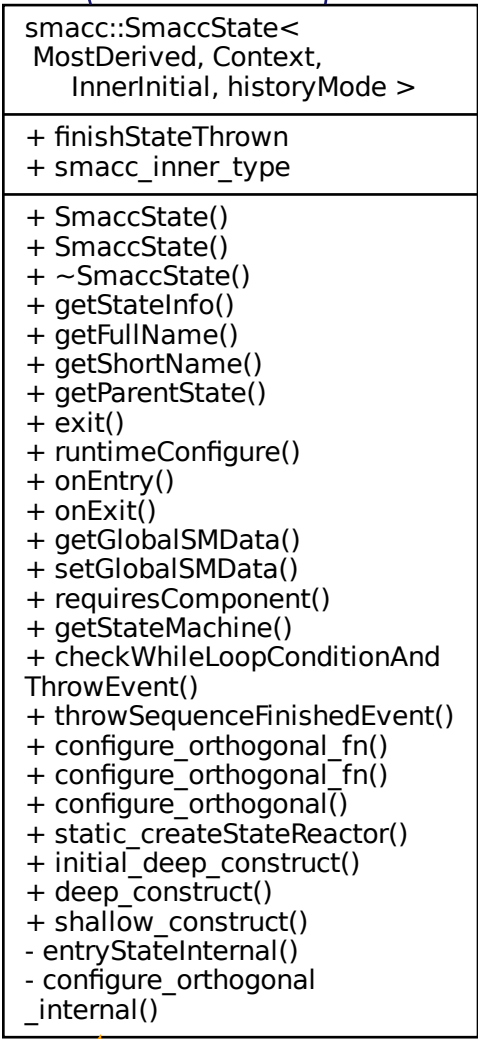 smacc::SmaccState<
MostDerived, Context,
InnerInitial, historyMode >
+ finishStateThrown
+ smacc_inner_type
+ SmaccState()
+ SmaccState()
+ ~SmaccState()
+ getStateInfo()
+ getFullName()
+ getShortName()
+ getParentState()
+ exit()
+ runtimeConfigure()
+ onEntry()
+ onExit()
+ getGlobalSMData()
+ setGlobalSMData()
+ requiresComponent()
+ getStateMachine()
+ checkWhileLoopConditionAnd
ThrowEvent()
+ throwSequenceFinishedEvent()
+ configure_orthogonal_fn()
+ configure_orthogonal_fn()
+ configure_orthogonal()
+ static_createStateReactor()
+ initial_deep_construct()
+ deep_construct()
+ shallow_construct()
- entryStateInternal()
- configure_orthogonal
_internal()